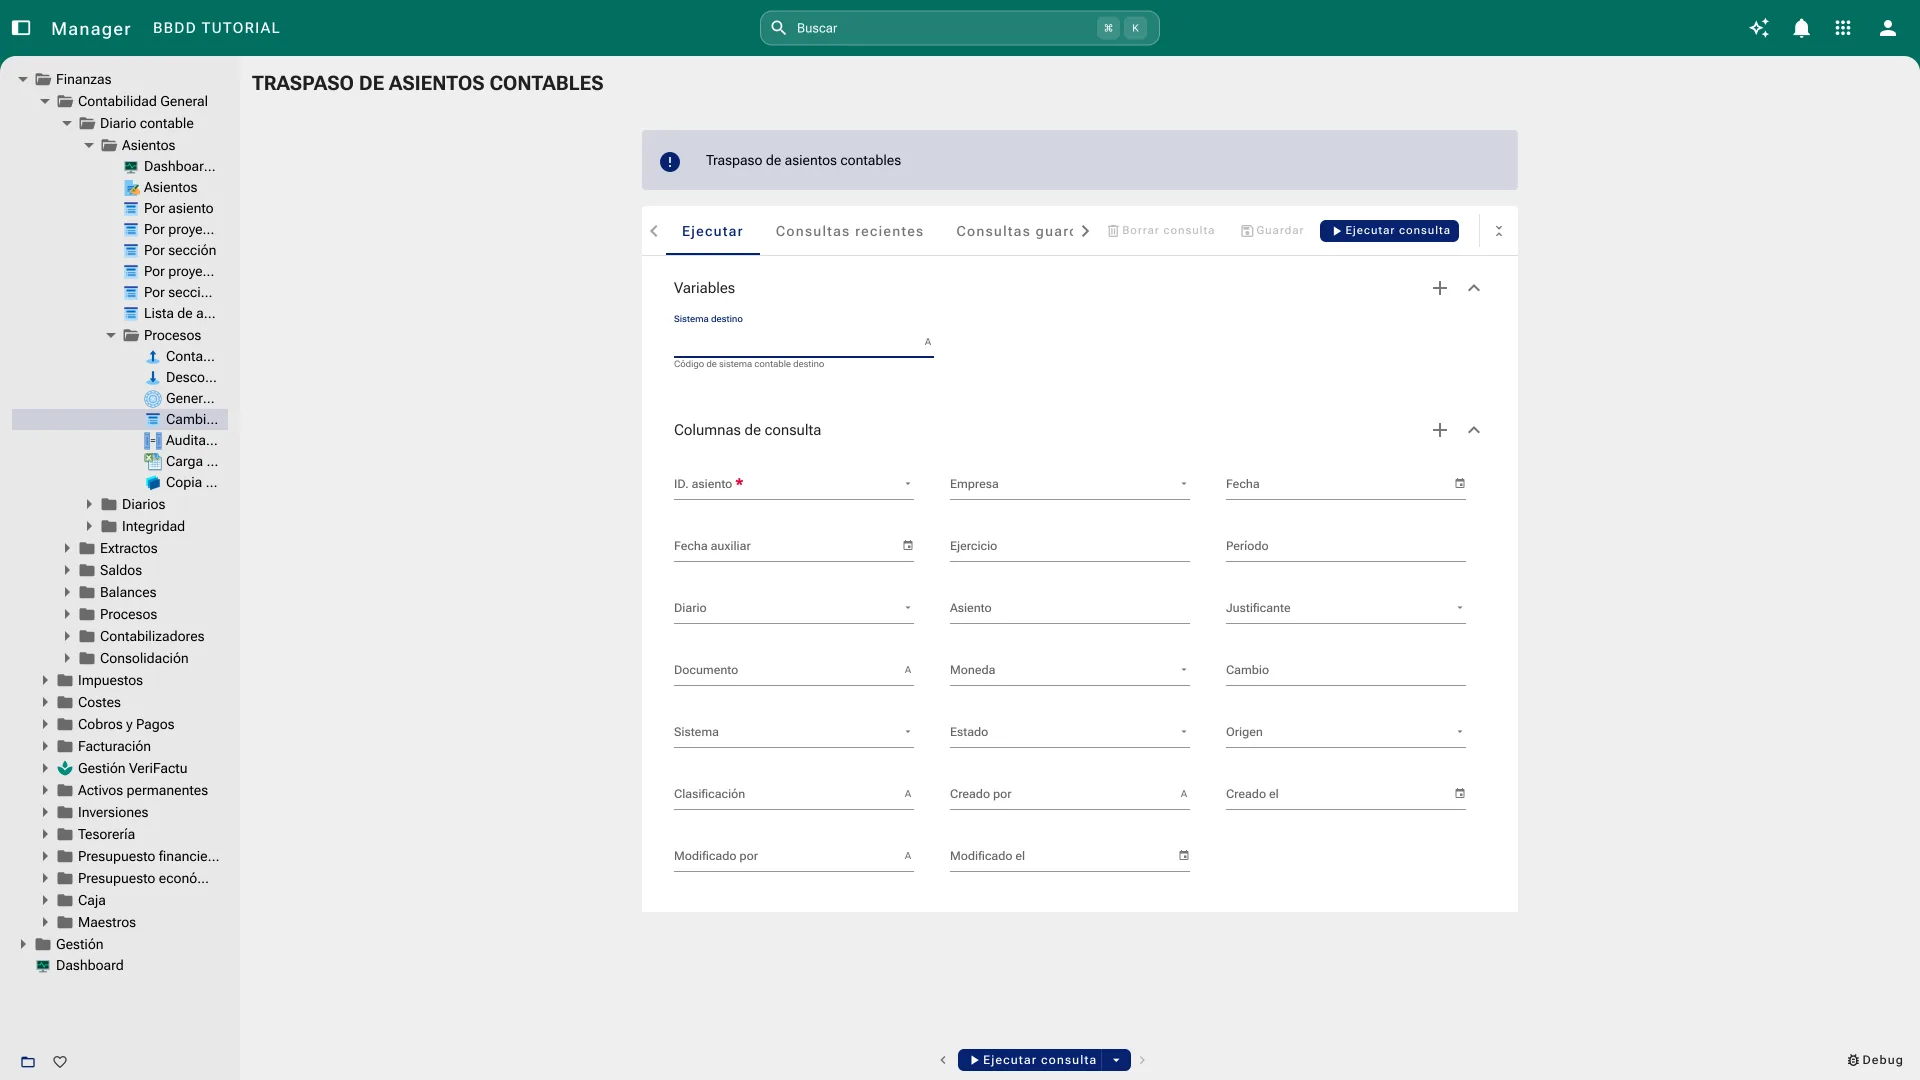 Manager BBDD TUTORIAL
Buscar
⌘ K
Finanzas
Contabilidad General
Diario contable
Asientos
Dashboar...
Asientos
Por asiento
Por proye...
Por sección
Por proye...
Por secci...
Lista de a...
Procesos
Conta...
Desco...
Gener...
Cambi...
Audita...
Carga ...
Copia ...
Diarios
Integridad
Extractos
Saldos
Balances
Procesos
Contabilizadores
Consolidación
Impuestos
Costes
Cobros y Pagos
Facturación
Gestión VeriFactu
Activos permanentes
Inversiones
Tesorería
Presupuesto financie...
Presupuesto econó...
Caja
Maestros
Gestión
Dashboard
TRASPASO DE ASIENTOS CONTABLES
Traspaso de asientos contables
Ejecutar Consultas recientes Consultas guarc Borrar consulta Guardar Ejecutar consulta
Variables
Sistema destino
A
Código de sistema contable destino
Columnas de consulta
ID. asiento * Empresa Fecha
Fecha auxiliar Ejercicio Período
Diario Asiento Justificante
Documento A Moneda Cambio
Sistema Estado Origen
Clasificación A Creado por A Creado el
Modificado por A Modificado el
Ejecutar consulta
Debug